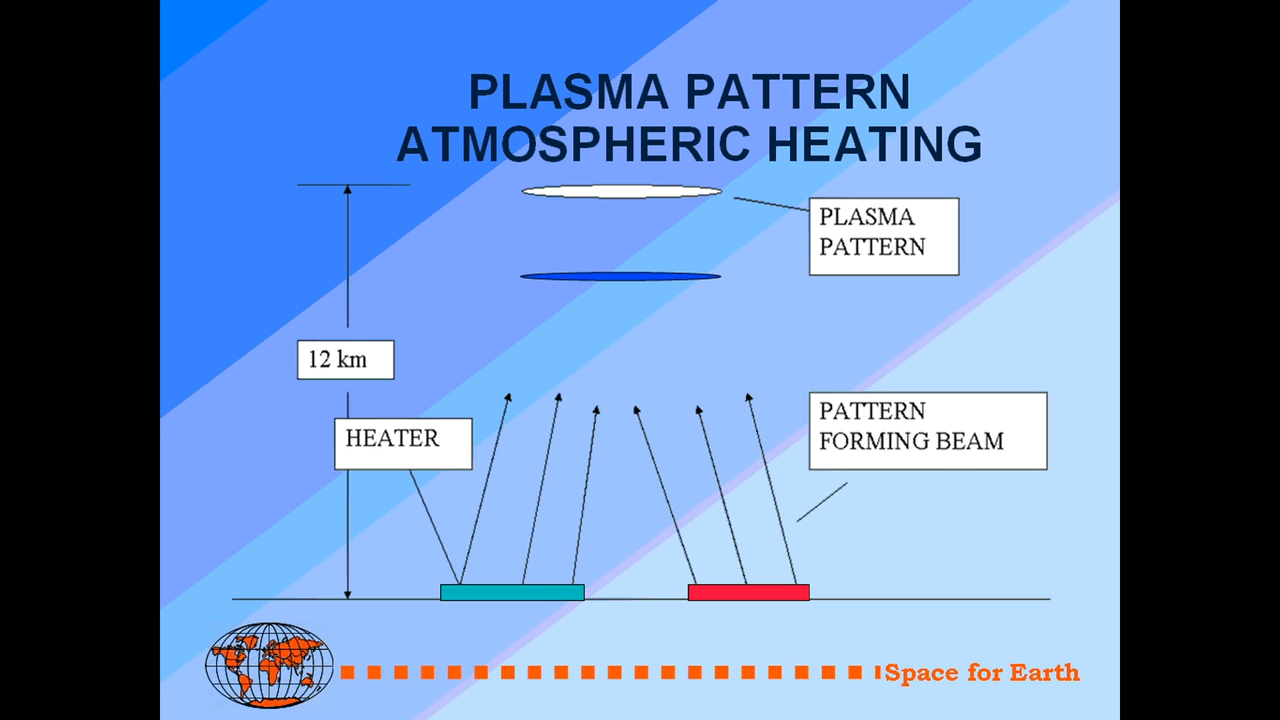 PLASMA PATTERN
ATMOSPHERIC HEATING
PLASMA
PATTERN
12 km
HEATER
PATTERN
FORMING BEAM
Space for Earth